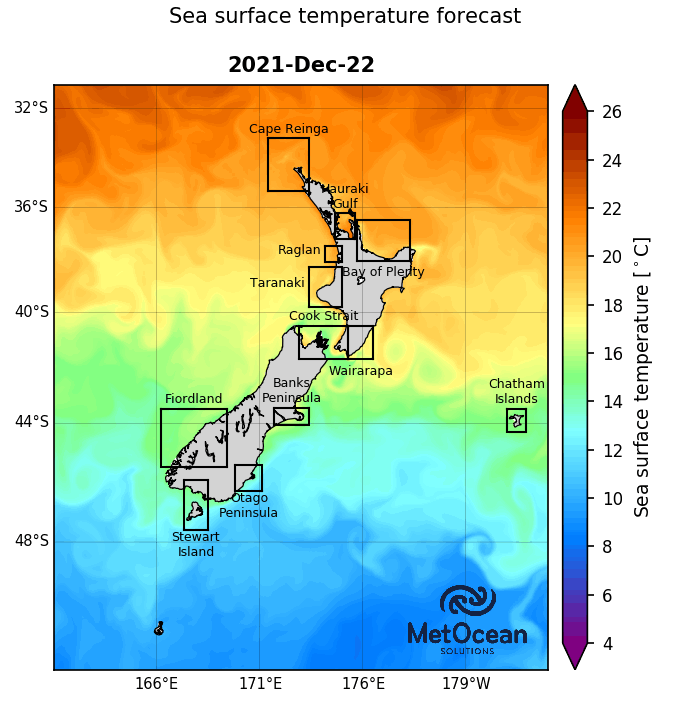 Sea surface temperature forecast
2021-Dec-22
32°S
36°S
40°S
44°S
48°S
Cape Reinga
Hauraki
Gulf
Raglan
Bay of Plenty
Taranaki
Cook Strait
Wairarapa
Banks
Peninsula
Fiordland
Chatham
Islands
Otago
Peninsula
Stewart
Island
MetOcean
SOLUTIONS
166°E
171°E
176°E
179°W
26
24
22
20
18
16
14
12
10
8
6
4
Sea surface temperature [°C]